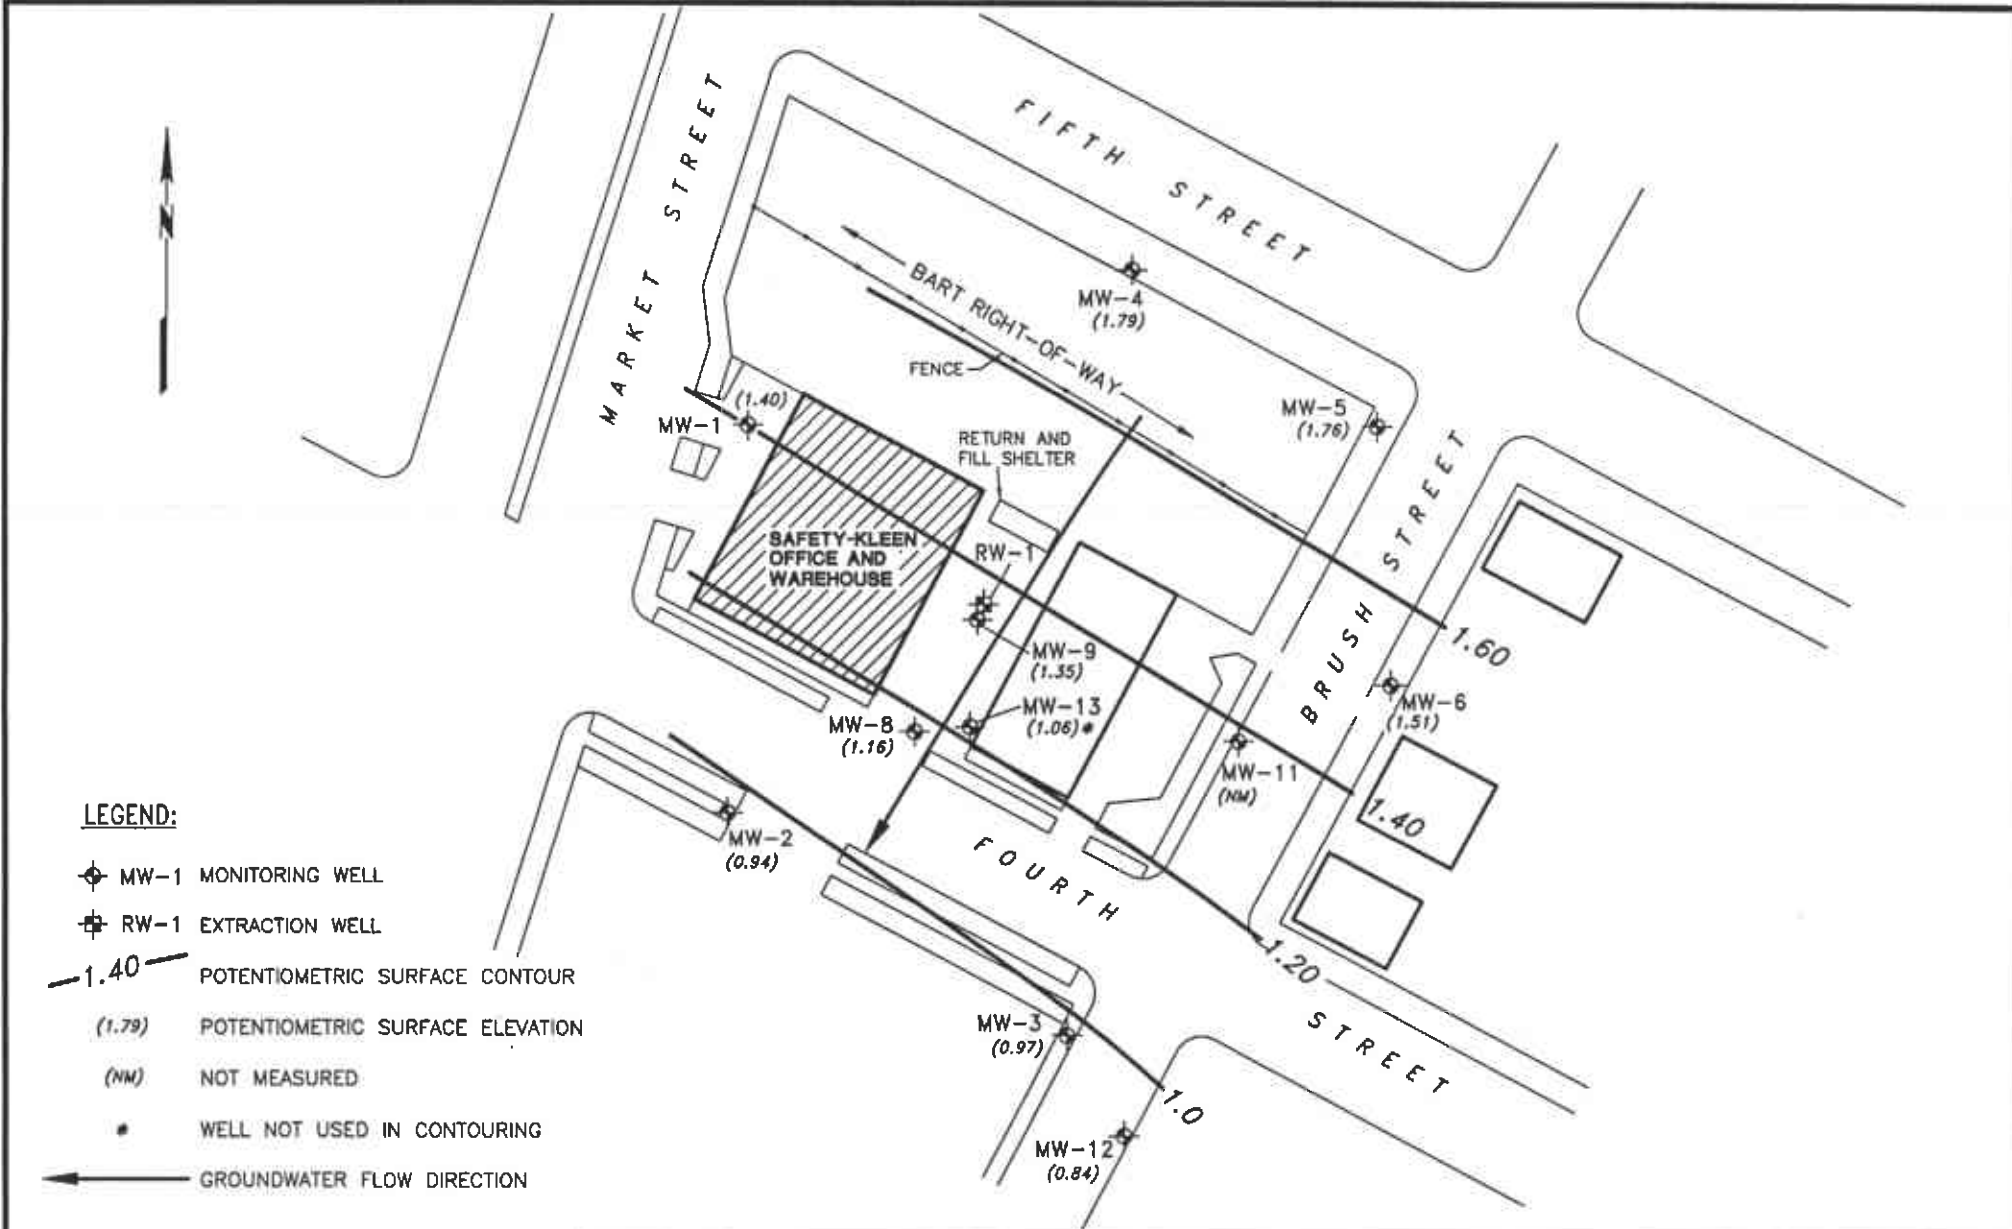 N
MARKET STREET
FIFTH STREET
BART RIGHT-OF-WAY
FENCE
MW-4
(1.79)
MW-5
(1.76)
(1.40)
MW-1
RETURN AND
FILL SHELTER
SAFETY-KLEEN
OFFICE AND
WAREHOUSE
RW-1
MW-9
(1.35)
MW-13
(1.06)*
MW-8
(1.16)
BRUSH STREET
1.60
MW-6
(1.51)
MW-11
(NM)
1.40
MW-2
(0.94)
FOURTH STREET
1.20
MW-3
(0.97)
1.0
MW-12
(0.84)
LEGEND:
MW-1 MONITORING WELL
RW-1 EXTRACTION WELL
1.40 POTENTIOMETRIC SURFACE CONTOUR
(1.79) POTENTIOMETRIC SURFACE ELEVATION
(NM) NOT MEASURED
* WELL NOT USED IN CONTOURING
GROUNDWATER FLOW DIRECTION